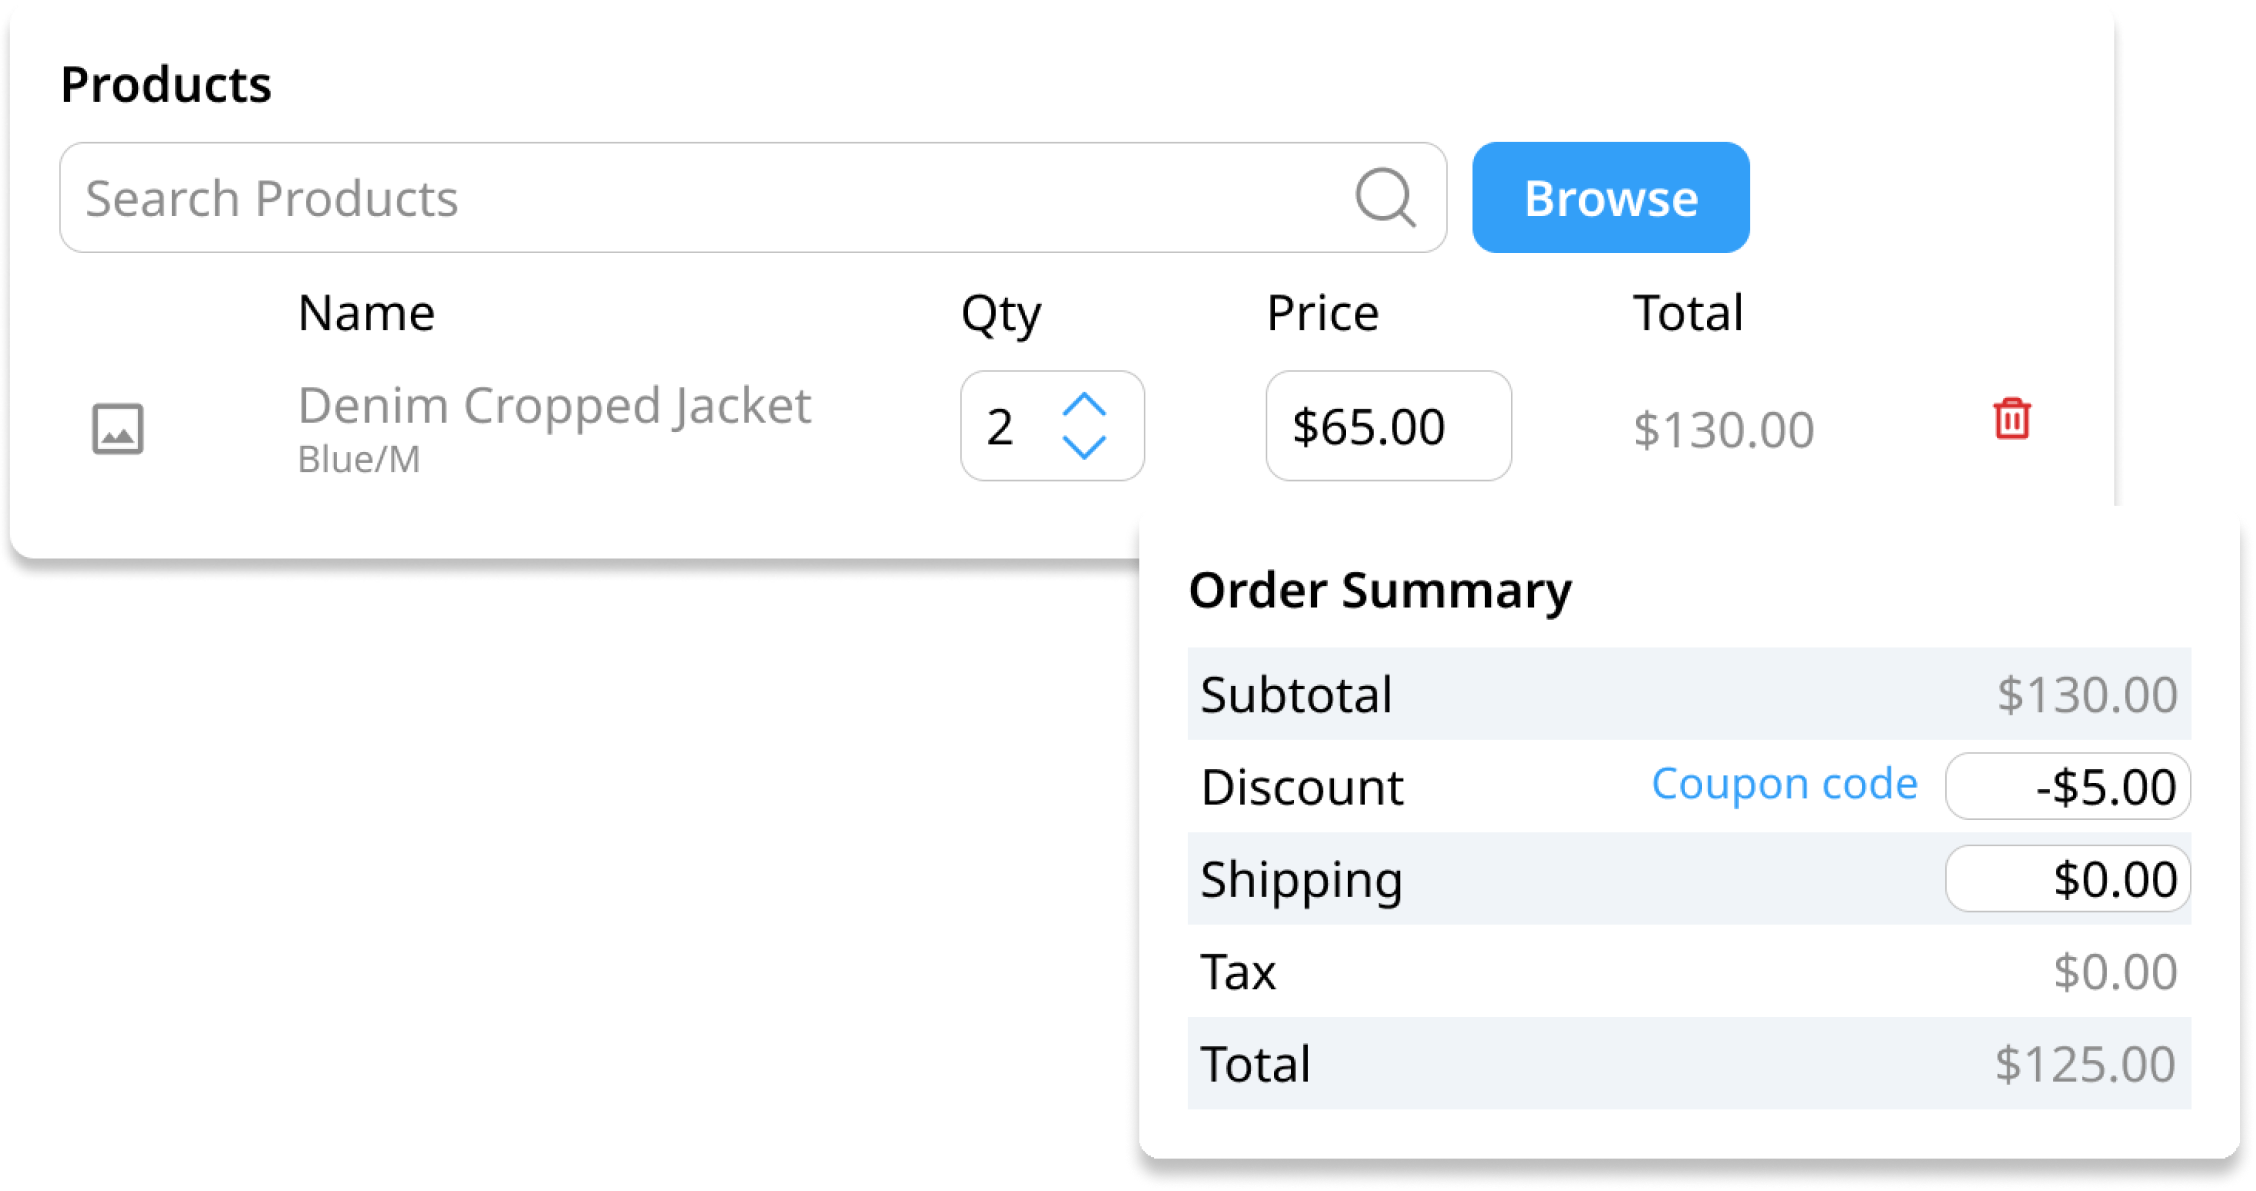 Products
Search Products
Browse
Name Qty Price Total
Denim Cropped Jacket 2 $65.00 $130.00
Blue/M
Order Summary
Subtotal $130.00
Discount Coupon code -$5.00
Shipping $0.00
Tax $0.00
Total $125.00